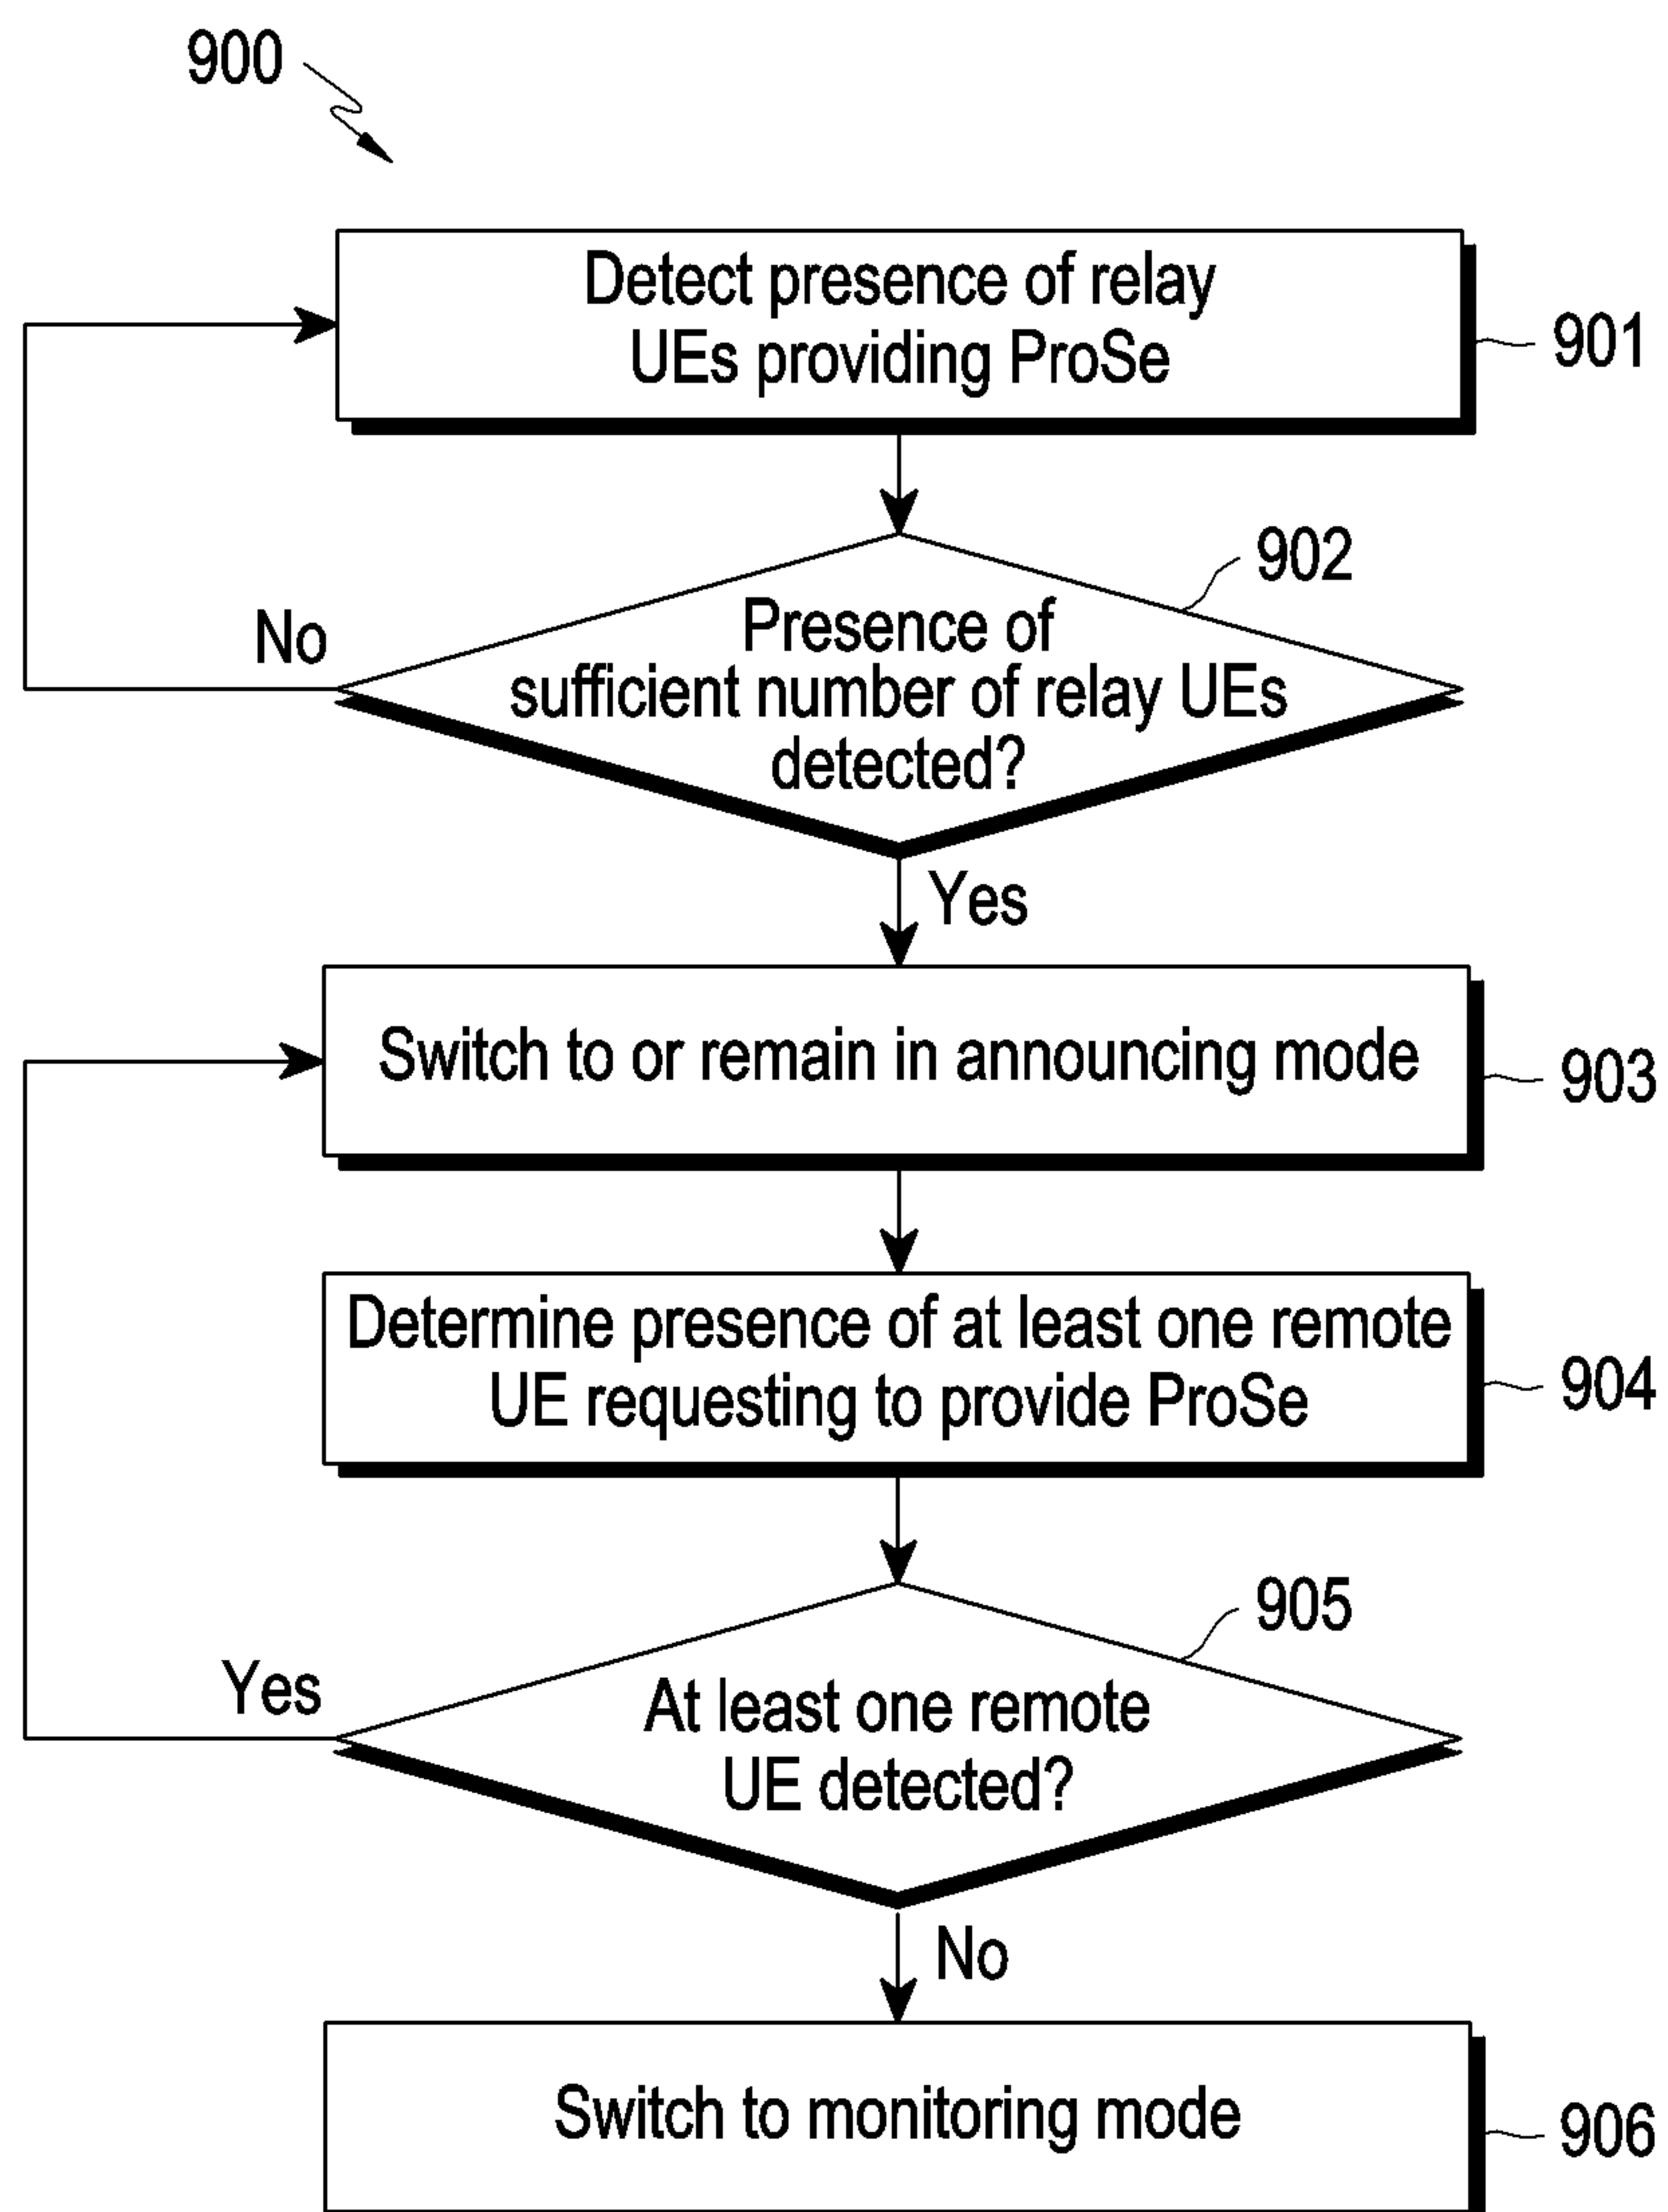 900
Detect presence of relay
UEs providing ProSe
901
902
Presence of
sufficient number of relay UEs
detected?
No
Yes
Switch to or remain in announcing mode
903
Determine presence of at least one remote
UE requesting to provide ProSe
904
905
At least one remote
UE detected?
Yes
No
Switch to monitoring mode
906